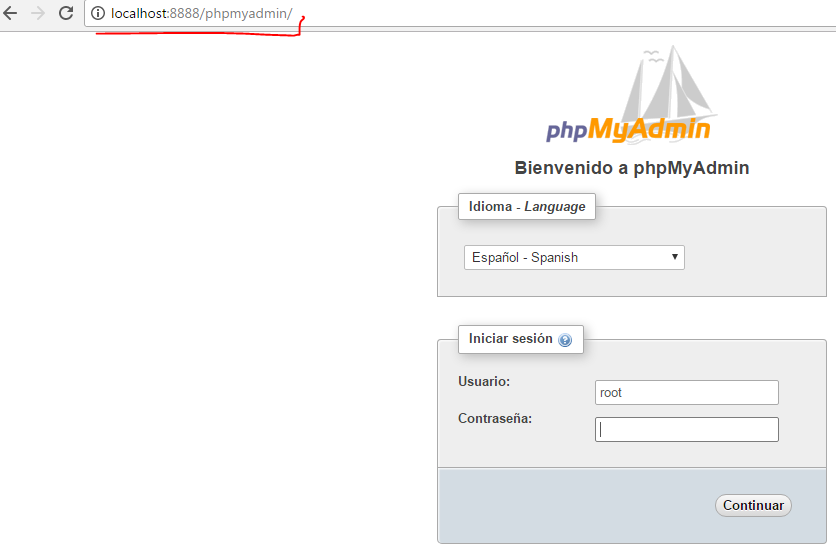 localhost:8888/phpmyadmin/
phpMyAdmin
Bienvenido a phpMyAdmin
Idioma - Language
Español - Spanish
Iniciar sesión
Usuario:
root
Contraseña:
Continuar